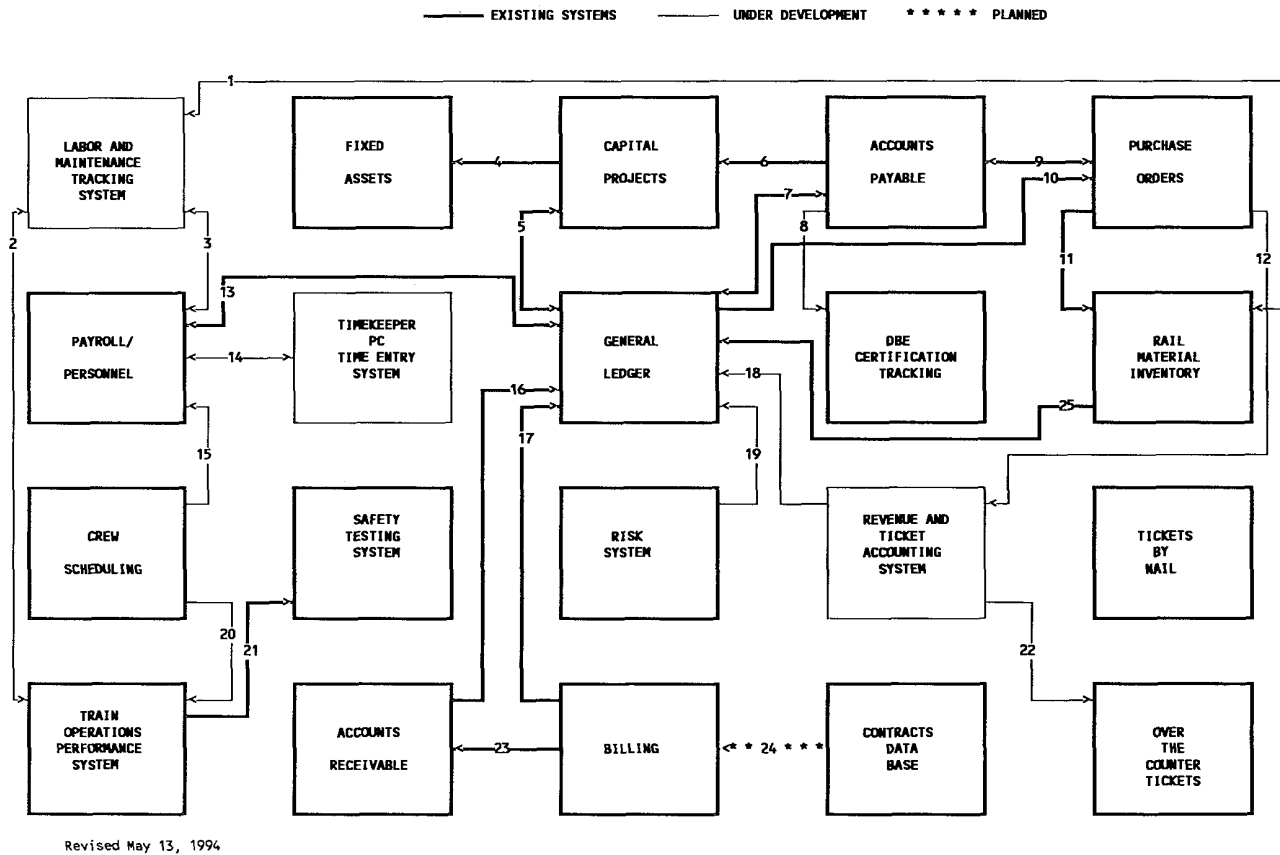 EXISTING SYSTEMS UNDER DEVELOPMENT * * * * * PLANNED
1
LABOR AND
MAINTENANCE
TRACKING
SYSTEM
FIXED
ASSETS
CAPITAL
PROJECTS
ACCOUNTS
PAYABLE
PURCHASE
ORDERS
4
6
9
10
7
2
3
5
8
11
12
13
PAYROLL/
PERSONNEL
14
TIMEKEEPER
PC
TIME ENTRY
SYSTEM
GENERAL
LEDGER
DBE
CERTIFICATION
TRACKING
RAIL
MATERIAL
INVENTORY
16
18
25
15
17
19
CREW
SCHEDULING
SAFETY
TESTING
SYSTEM
RISK
SYSTEM
REVENUE AND
TICKET
ACCOUNTING
SYSTEM
TICKETS
BY
MAIL
20
21
22
TRAIN
OPERATIONS
PERFORMANCE
SYSTEM
ACCOUNTS
RECEIVABLE
23
BILLING
* * 24 * * *
CONTRACTS
DATA
BASE
OVER
THE
COUNTER
TICKETS
Revised May 13, 1994